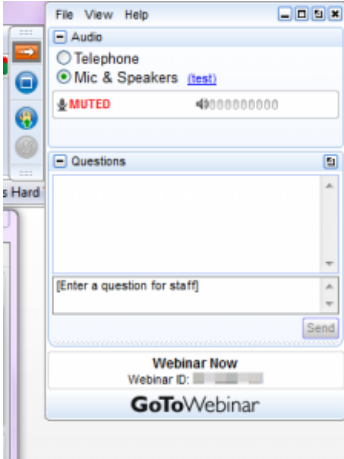 File View Help
Audio
Telephone
Mic & Speakers (test)
MUTED
s Hard
Questions
[Enter a question for staff]
Send
Webinar Now
Webinar ID:
GoToWebinar